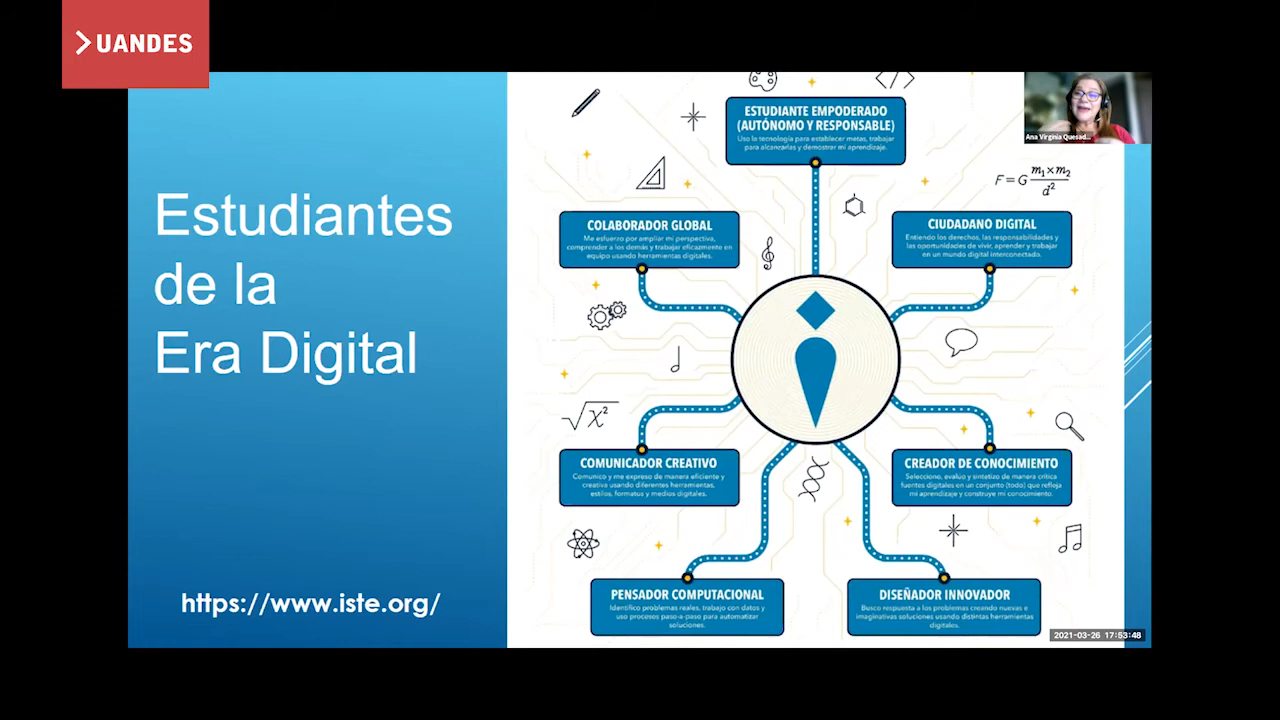 UANDES
Estudiantes
de la
Era Digital
https://www.iste.org/
ESTUDIANTE EMPODERADO
(AUTÓNOMO Y RESPONSABLE)
Uso la tecnología para establecer metas, trabajar
para alcanzarlas y demostrar mi aprendizaje.
Ana Virginia Quesad...
F=G m₁×m₂
d²
COLABORADOR GLOBAL
Me esfuerzo por ampliar mi perspectiva,
comprender a los demás y trabajar eficazmente en
equipo usando herramientas digitales.
CIUDADANO DIGITAL
Entiendo los derechos, las responsabilidades y
las oportunidades de vivir, aprender y trabajar
en un mundo digital interconectado.
√χ²
COMUNICADOR CREATIVO
Comunico y me expreso de manera eficiente y
creativa usando diferentes herramientas,
estilos, formatos y medios digitales.
CREADOR DE CONOCIMIENTO
Selecciono, evalúo y sintetizo de manera crítica
fuentes digitales en un conjunto (todo) que refleja
mi aprendizaje y construye mi conocimiento.
PENSADOR COMPUTACIONAL
Identifico problemas reales, trabajo con datos y
uso procesos paso-a-paso para automatizar
soluciones.
DISEÑADOR INNOVADOR
Busco respuesta a los problemas creando nuevas e
imaginativas soluciones usando distintas herramientas
digitales.
2021-03-26 17:53:48